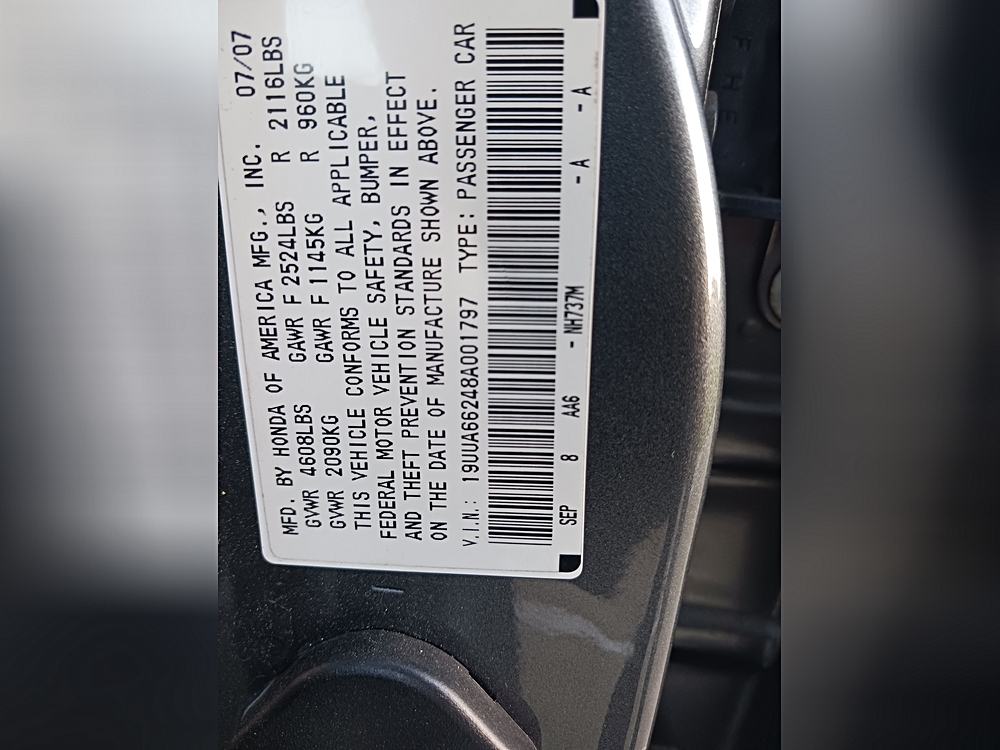 MFD. BY HONDA OF AMERICA MFG., INC. 07/07
GVWR 4608LBS GAWR F 2524LBS R 2116LBS
GVWR 2090KG GAWR F 1145KG R 960KG
THIS VEHICLE CONFORMS TO ALL APPLICABLE
FEDERAL MOTOR VEHICLE SAFETY, BUMPER,
AND THEFT PREVENTION STANDARDS IN EFFECT
ON THE DATE OF MANUFACTURE SHOWN ABOVE.
V.I.N.: 19UUA66248A001797 TYPE: PASSENGER CAR
SEP 8 AA6 - NH737M - A - A